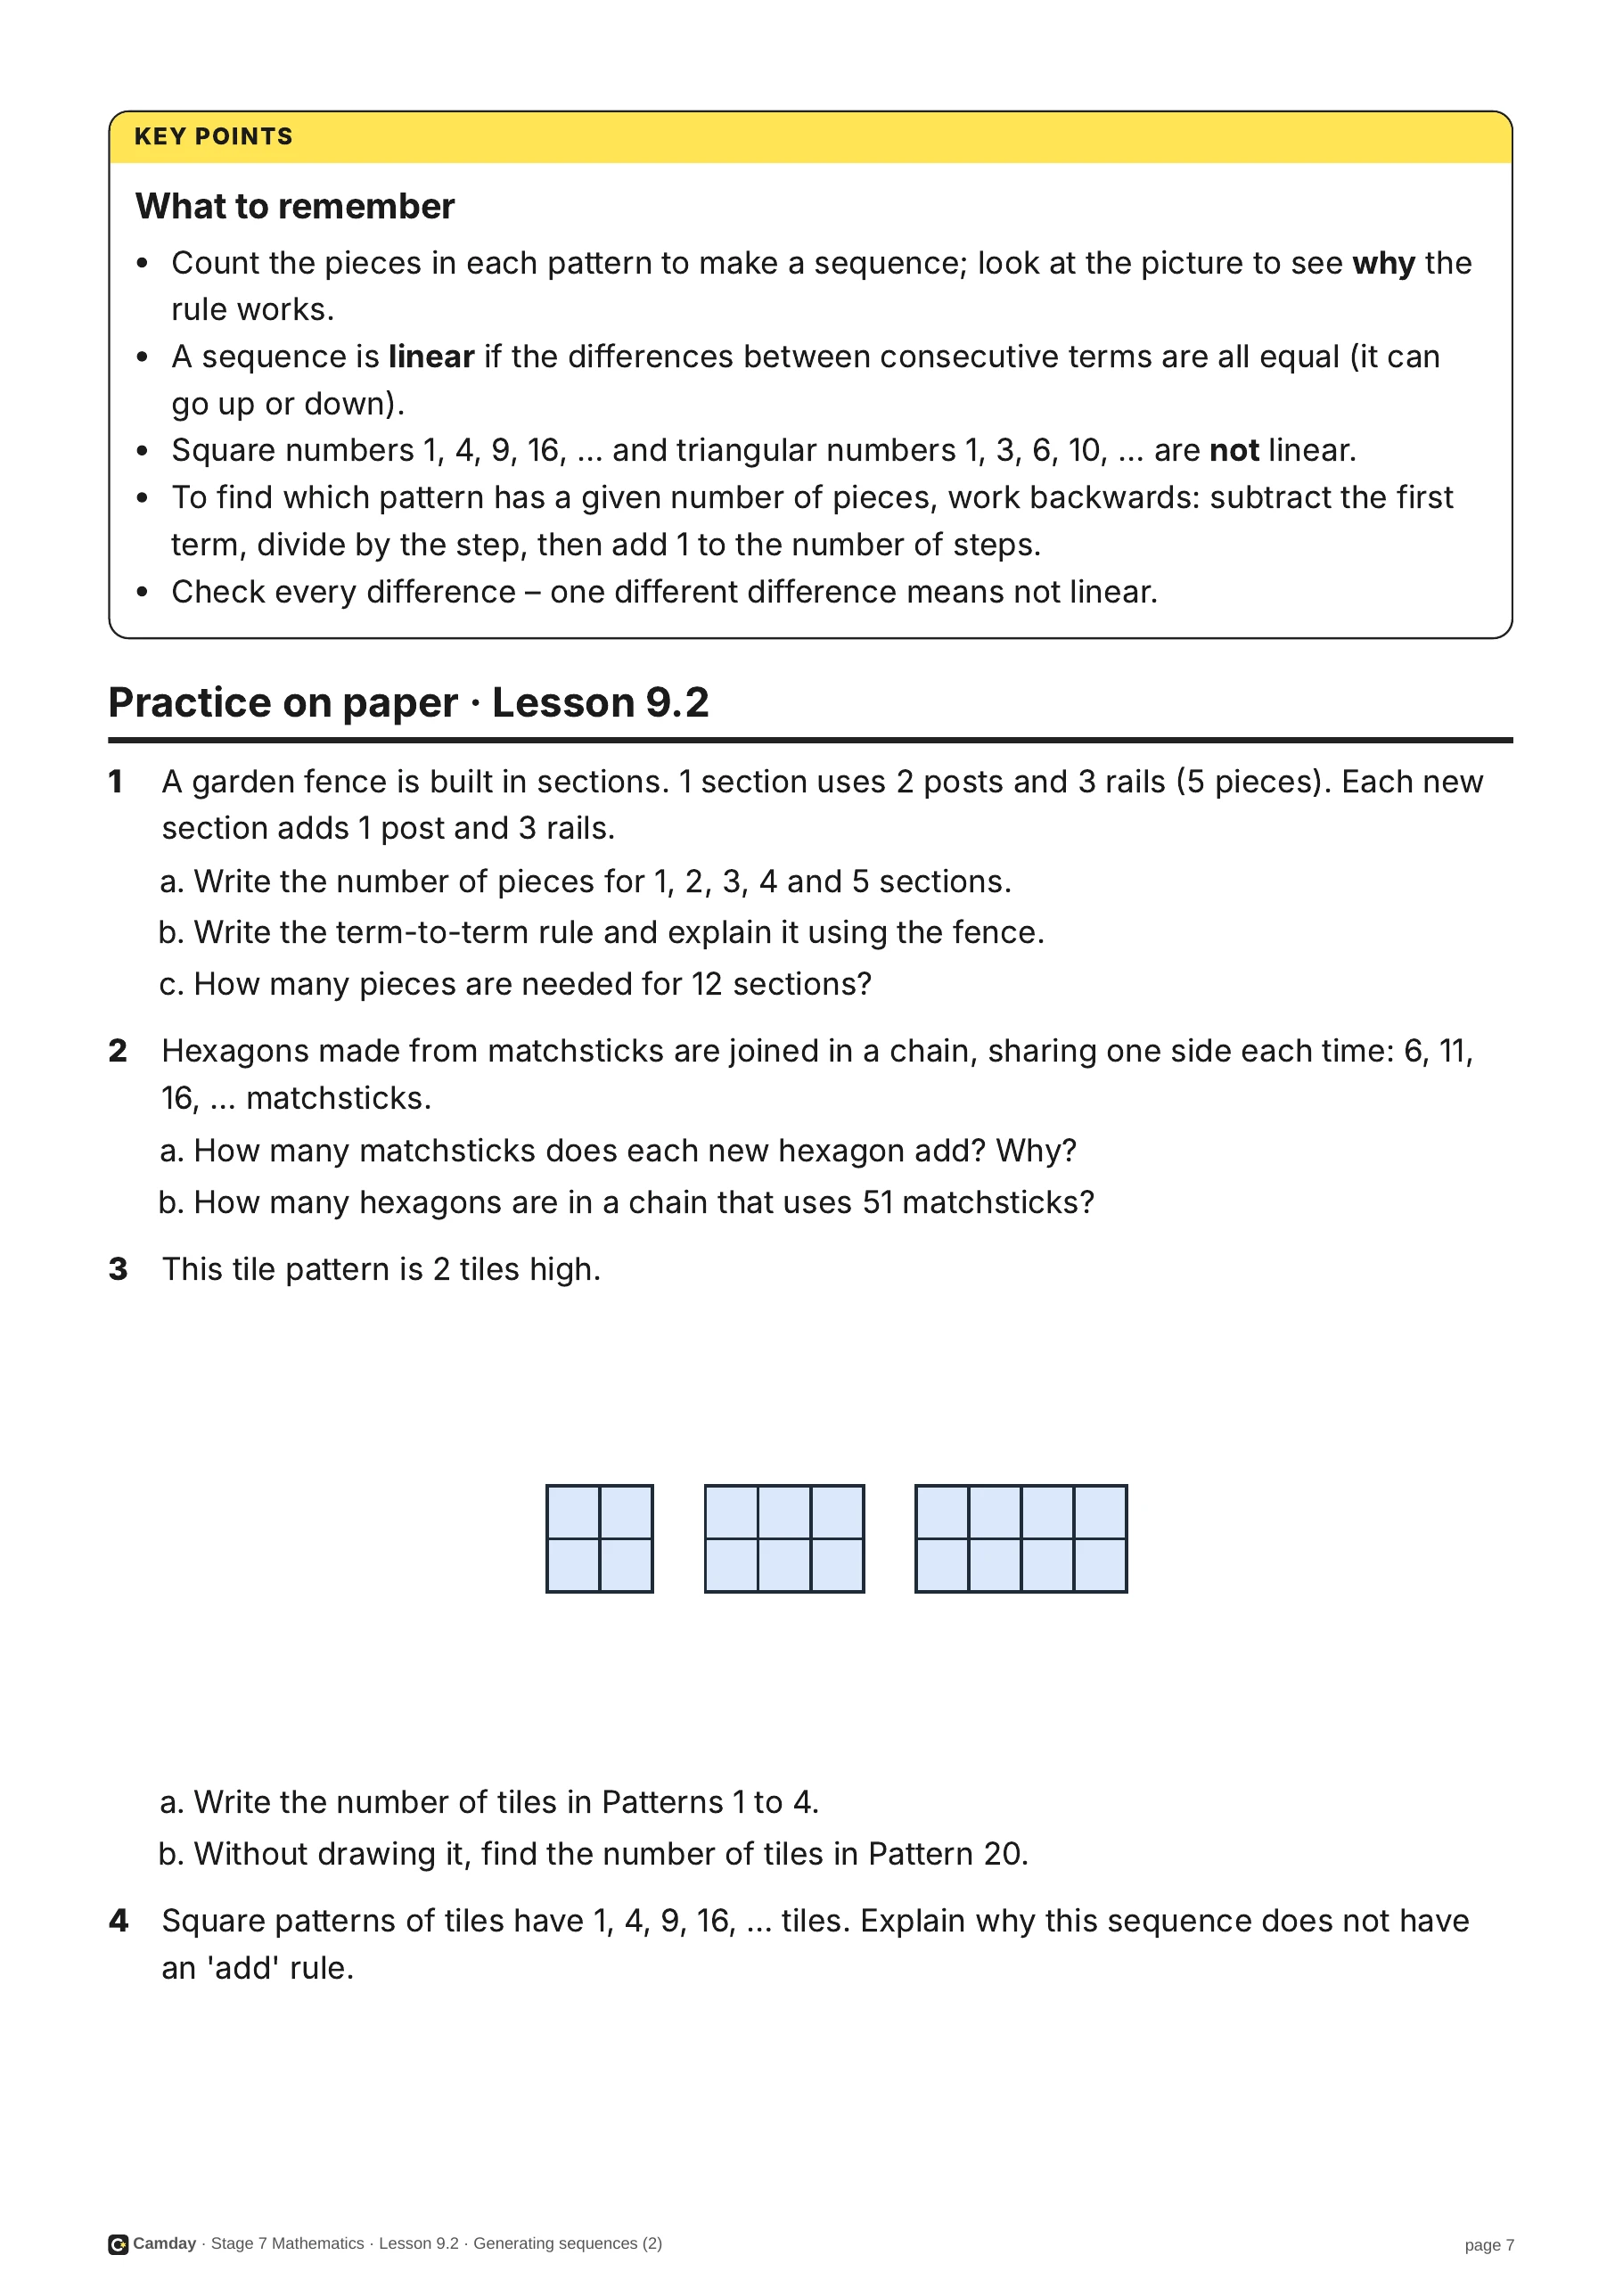 KEY POINTS
What to remember
• Count the pieces in each pattern to make a sequence; look at the picture to see why the
rule works.
• A sequence is linear if the differences between consecutive terms are all equal (it can
go up or down).
• Square numbers 1, 4, 9, 16, … and triangular numbers 1, 3, 6, 10, … are not linear.
• To find which pattern has a given number of pieces, work backwards: subtract the first
term, divide by the step, then add 1 to the number of steps.
• Check every difference – one different difference means not linear.
Practice on paper · Lesson 9.2
1 A garden fence is built in sections. 1 section uses 2 posts and 3 rails (5 pieces). Each new
section adds 1 post and 3 rails.
a. Write the number of pieces for 1, 2, 3, 4 and 5 sections.
b. Write the term-to-term rule and explain it using the fence.
c. How many pieces are needed for 12 sections?
2 Hexagons made from matchsticks are joined in a chain, sharing one side each time: 6, 11,
16, … matchsticks.
a. How many matchsticks does each new hexagon add? Why?
b. How many hexagons are in a chain that uses 51 matchsticks?
3 This tile pattern is 2 tiles high.
a. Write the number of tiles in Patterns 1 to 4.
b. Without drawing it, find the number of tiles in Pattern 20.
4 Square patterns of tiles have 1, 4, 9, 16, … tiles. Explain why this sequence does not have
an 'add' rule.
Camday · Stage 7 Mathematics · Lesson 9.2 · Generating sequences (2)
page 7